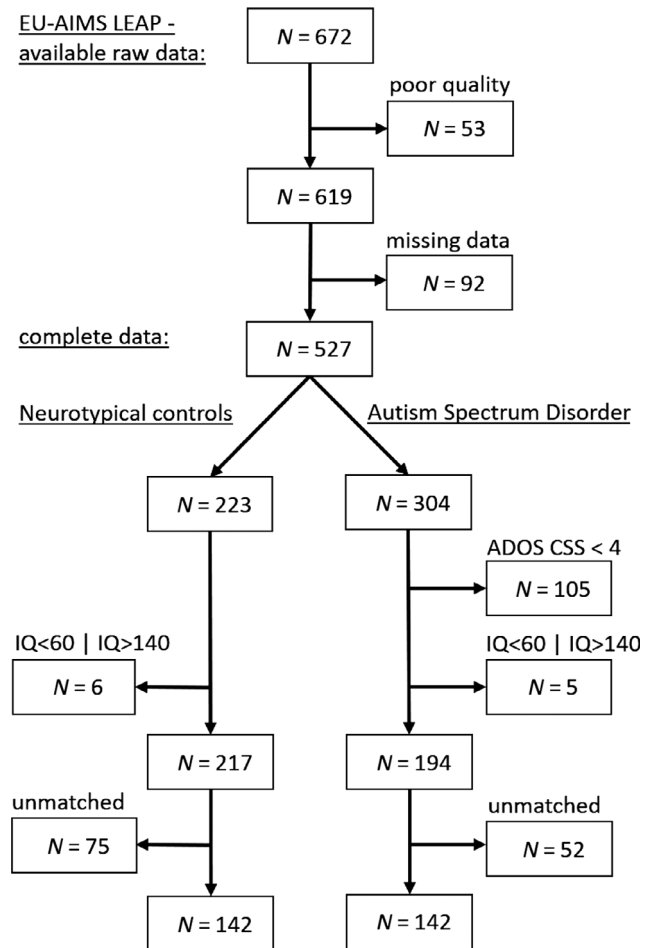 EU-AIMS LEAP -
available raw data:
N = 672
poor quality
N = 53
N = 619
missing data
N = 92
complete data:
N = 527
Neurotypical controls
Autism Spectrum Disorder
N = 223
N = 304
ADOS CSS < 4
N = 105
IQ<60 | IQ>140
IQ<60 | IQ>140
N = 6
N = 5
N = 217
N = 194
unmatched
unmatched
N = 75
N = 52
N = 142
N = 142